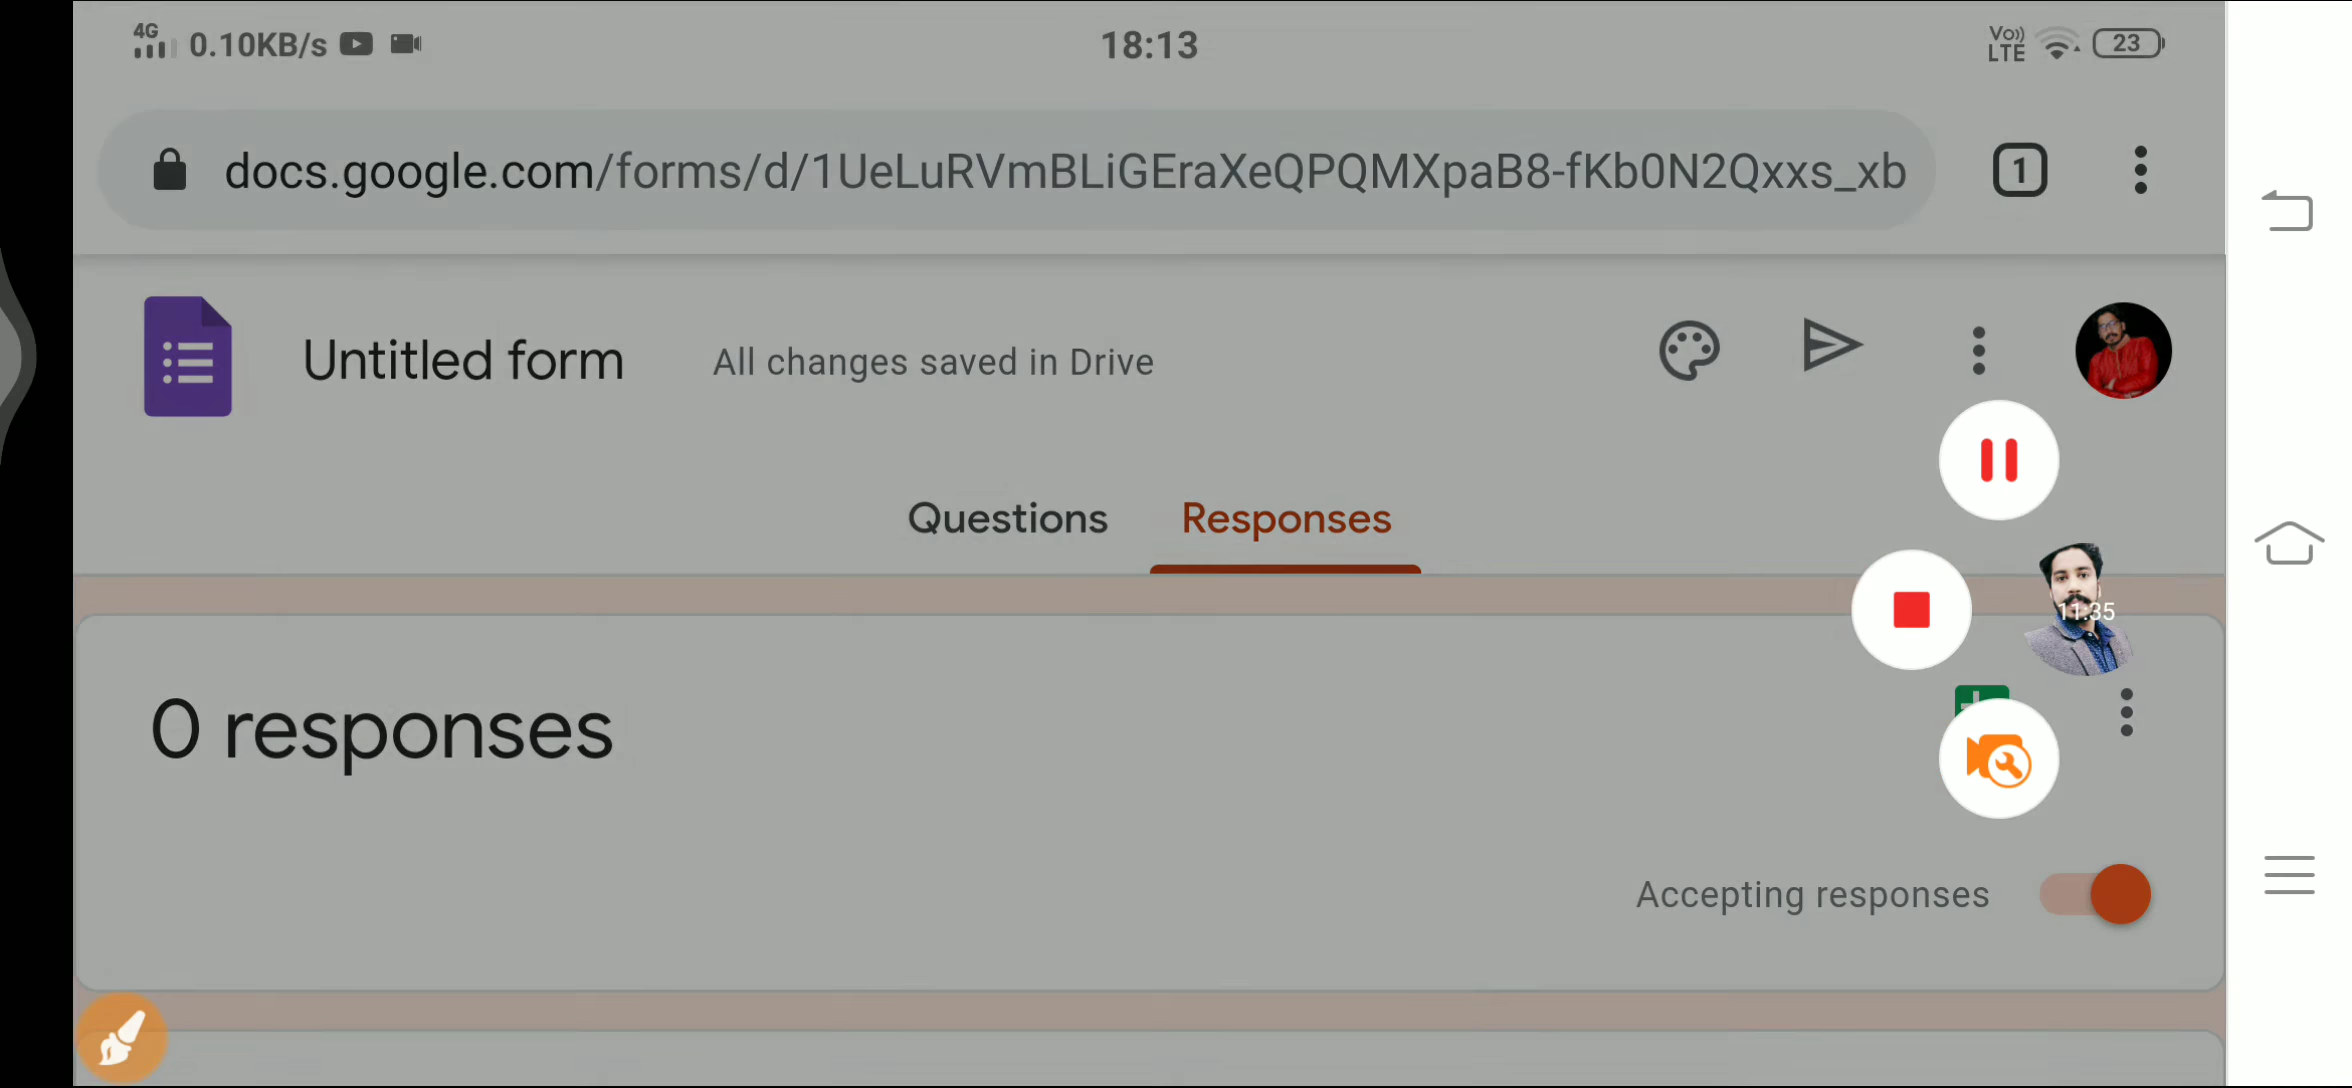 4G 0.10KB/s 18:13 Vo)) LTE 23
docs.google.com/forms/d/1UeLuRVmBLiGEraXeQPQMXpaB8-fKb0N2Qxxs_xb 1
Untitled form All changes saved in Drive
Questions Responses
11:35
0 responses
Accepting responses